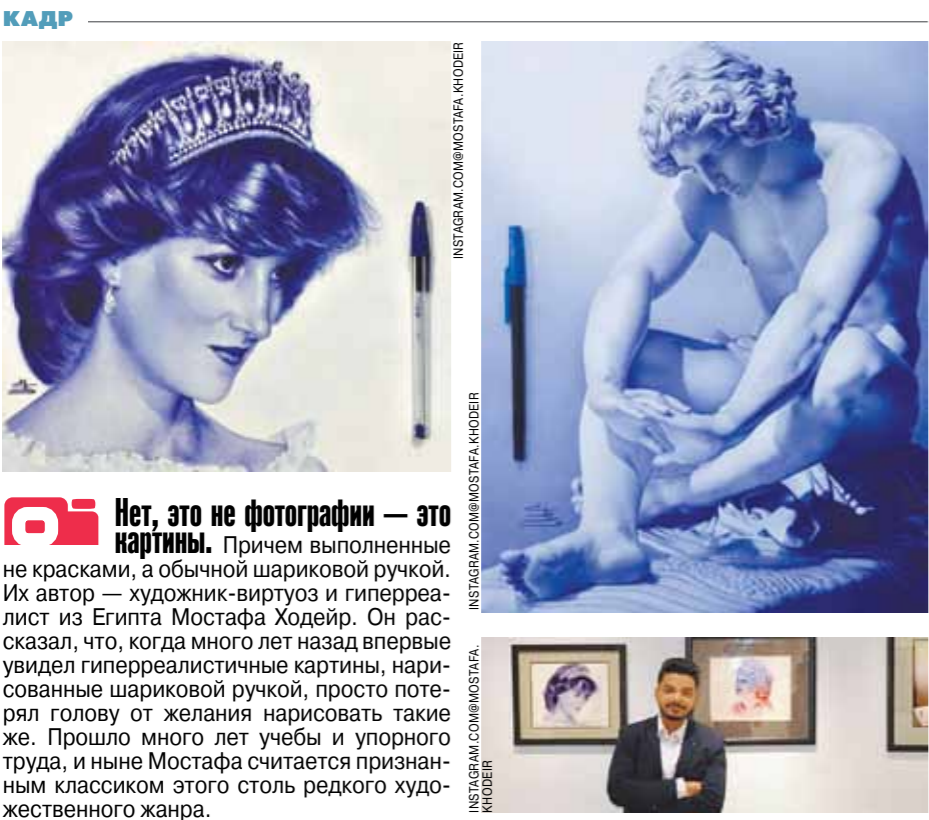 КАДР
INSTAGRAM.COM@MOSTAFA.KHODEIR
INSTAGRAM.COM@MOSTAFA.KHODEIR
Нет, это не фотографии — это
картины. Причем выполненные
не красками, а обычной шариковой ручкой.
Их автор — художник-виртуоз и гиперреа-
лист из Египта Мостафа Ходейр. Он рас-
сказал, что, когда много лет назад впервые
увидел гиперреалистичные картины, нари-
сованные шариковой ручкой, просто поте-
рял голову от желания нарисовать такие
же. Прошло много лет учебы и упорного
труда, и ныне Мостафа считается признан-
ным классиком этого столь редкого худо-
жественного жанра.
INSTAGRAM.COM@MOSTAFA.
KHODEIR